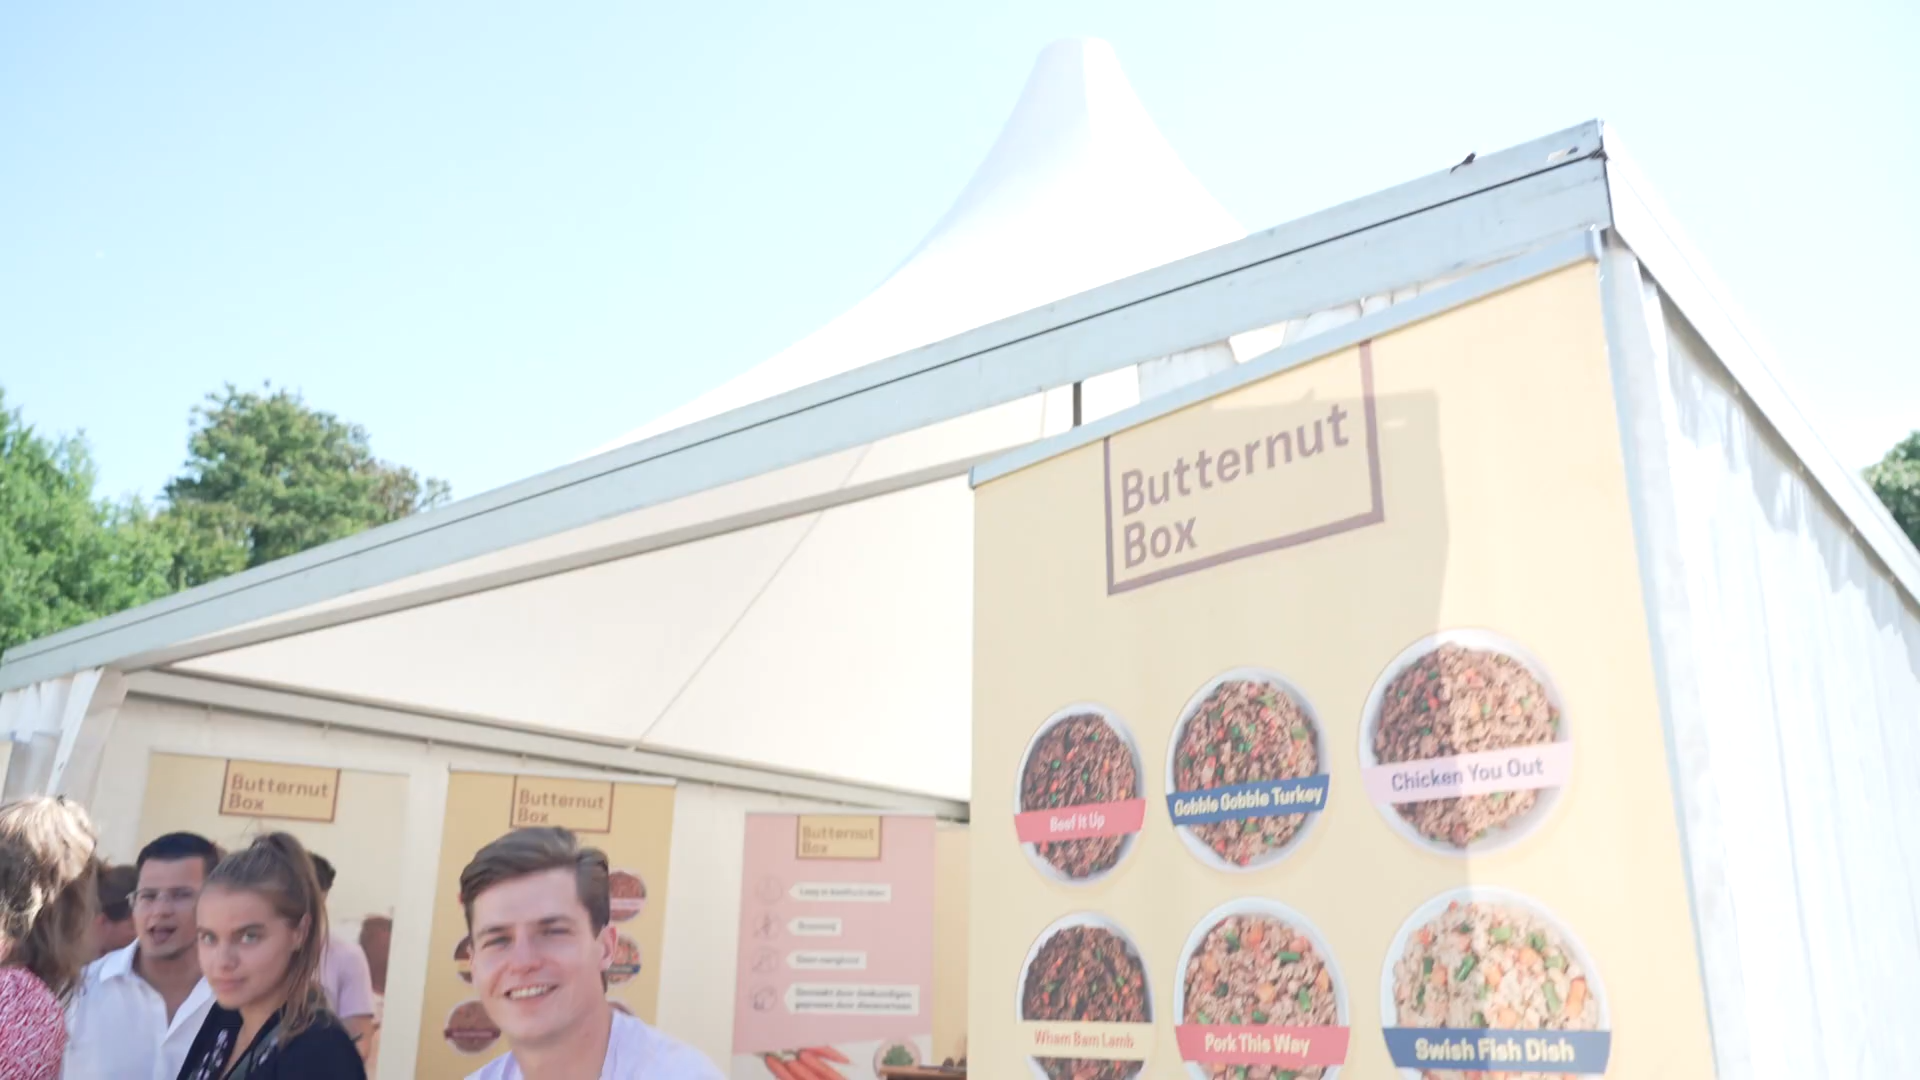 Butternut
Box
Beef It Up
Gobble Gobble Turkey
Chicken You Out
Wham Bam Lamb
Pork This Way
Swish Fish Dish
Butternut
Box
Butternut
Box
Butternut
Box